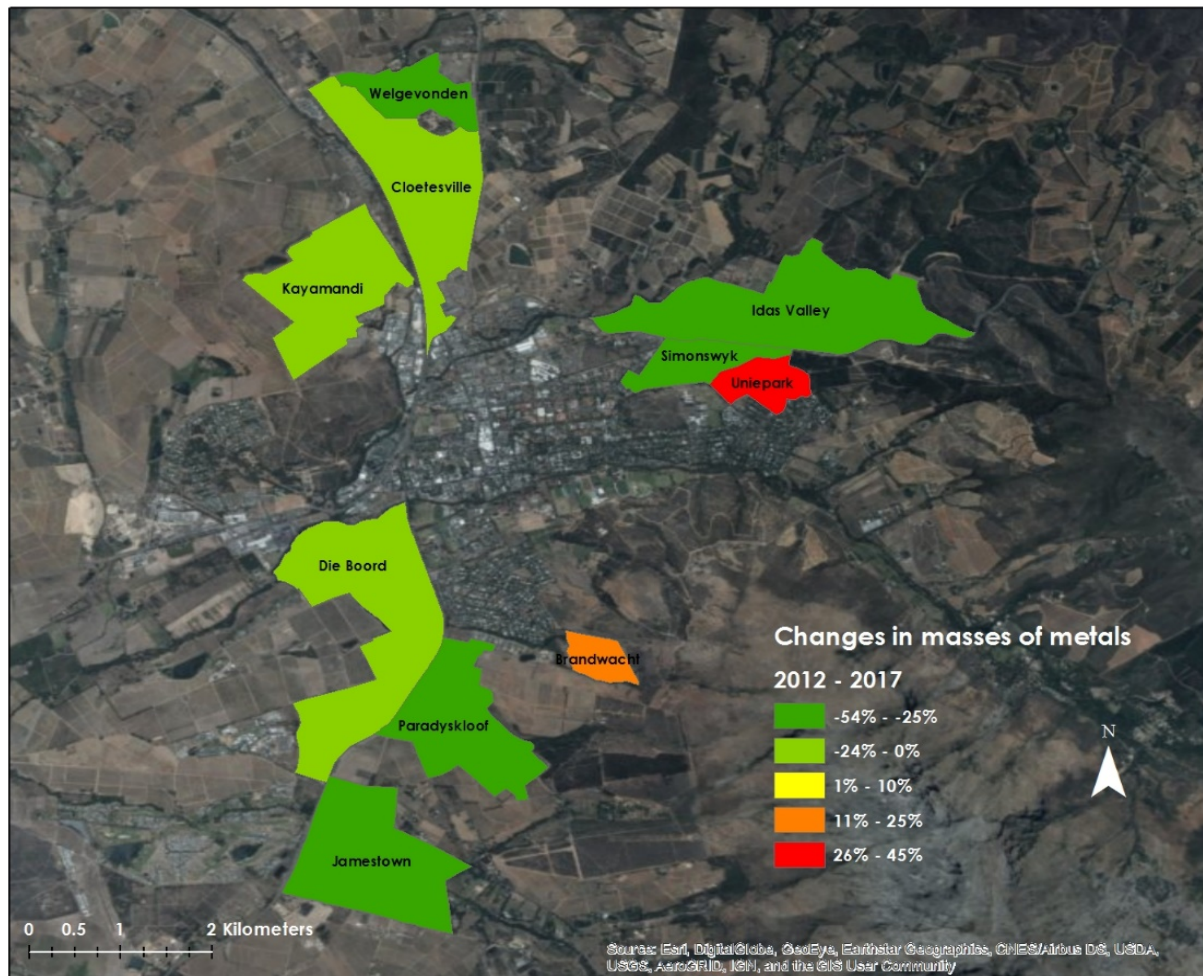 Welgevonden
Cloetesville
Kayamandi
Idas Valley
Simonswyk
Uniepark
Die Boord
Brandwacht
Paradyskloof
Jamestown
Changes in masses of metals
2012 - 2017
-54% - -25%
-24% - 0%
1% - 10%
11% - 25%
26% - 45%
N
0 0.5 1 2 Kilometers
Source: Esri, DigitalGlobe, GeoEye, Earthstar Geographics, CNES/Airbus DS, USDA,
USGS, AeroGRID, IGN, and the GIS User Community